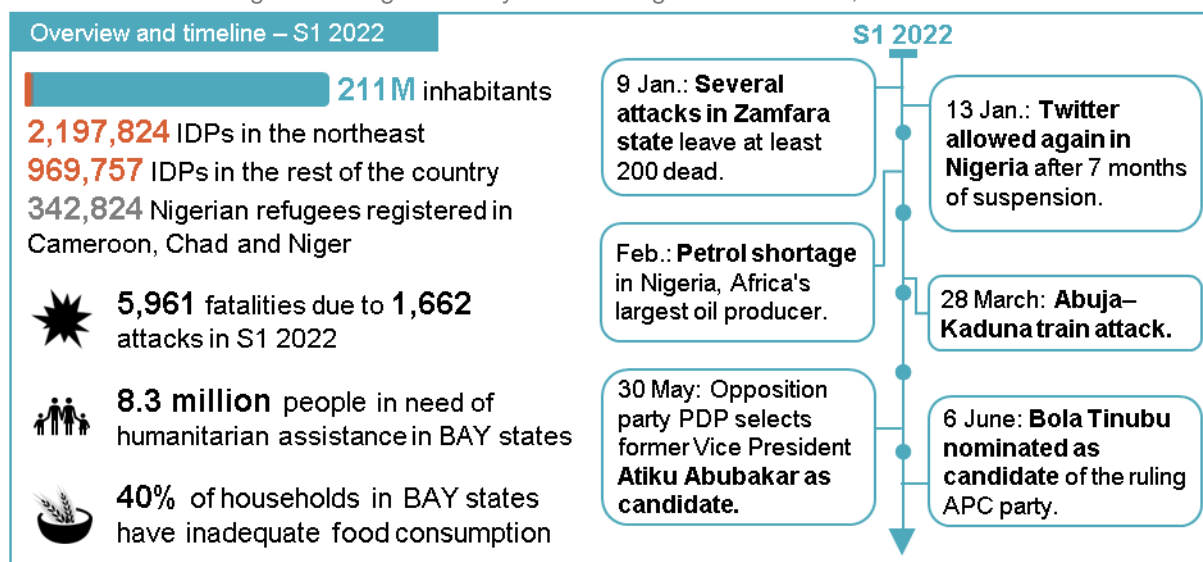 Overview and timeline – S1 2022
211M inhabitants
2,197,824 IDPs in the northeast
969,757 IDPs in the rest of the country
342,824 Nigerian refugees registered in
Cameroon, Chad and Niger
5,961 fatalities due to 1,662
attacks in S1 2022
8.3 million people in need of
humanitarian assistance in BAY states
40% of households in BAY states
have inadequate food consumption
S1 2022
9 Jan.: Several
attacks in Zamfara
state leave at least
200 dead.
13 Jan.: Twitter
allowed again in
Nigeria after 7 months
of suspension.
Feb.: Petrol shortage
in Nigeria, Africa's
largest oil producer.
28 March: Abuja–
Kaduna train attack.
30 May: Opposition
party PDP selects
former Vice President
Atiku Abubakar as
candidate.
6 June: Bola Tinubu
nominated as
candidate of the ruling
APC party.